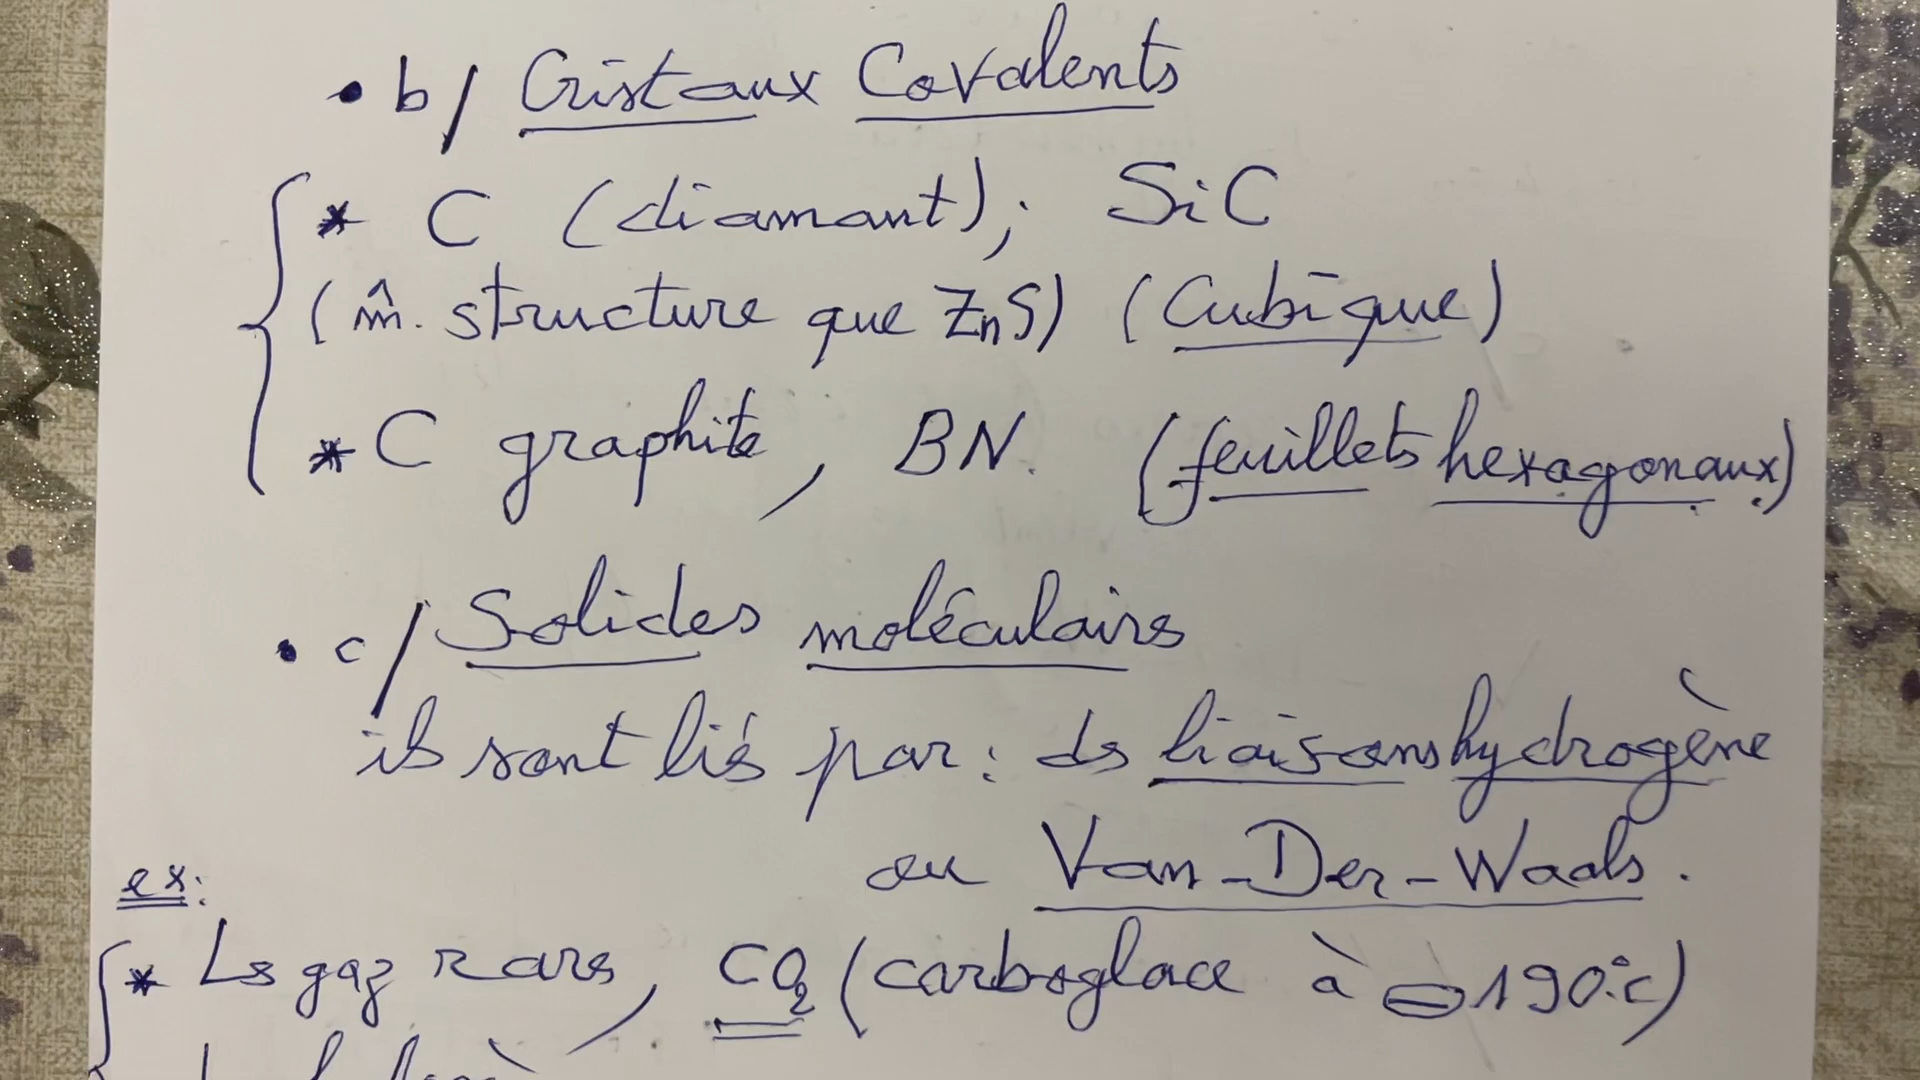 • b/ Cristaux Covalents
* C (diamant); SiC
(m̂. structure que ZnS) (Cubique)
* C graphite, BN. (feuillets hexagonaux)
• c/ Solides moléculaires
ils sont liés par: des liaisons hydrogène
ou Van-Der-Waals.
ex:
* Les gaz rares, CO₂ (carboglace à -190°C)